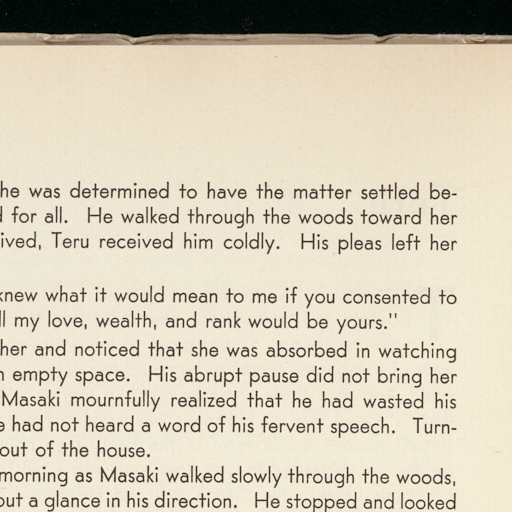 he was determined to have the matter settled be-
for all. He walked through the woods toward her
ived, Teru received him coldly. His pleas left her
knew what it would mean to me if you consented to
ll my love, wealth, and rank would be yours."
her and noticed that she was absorbed in watching
empty space. His abrupt pause did not bring her
Masaki mournfully realized that he had wasted his
e had not heard a word of his fervent speech. Turn-
out of the house.
morning as Masaki walked slowly through the woods,
out a glance in his direction. He stopped and looked